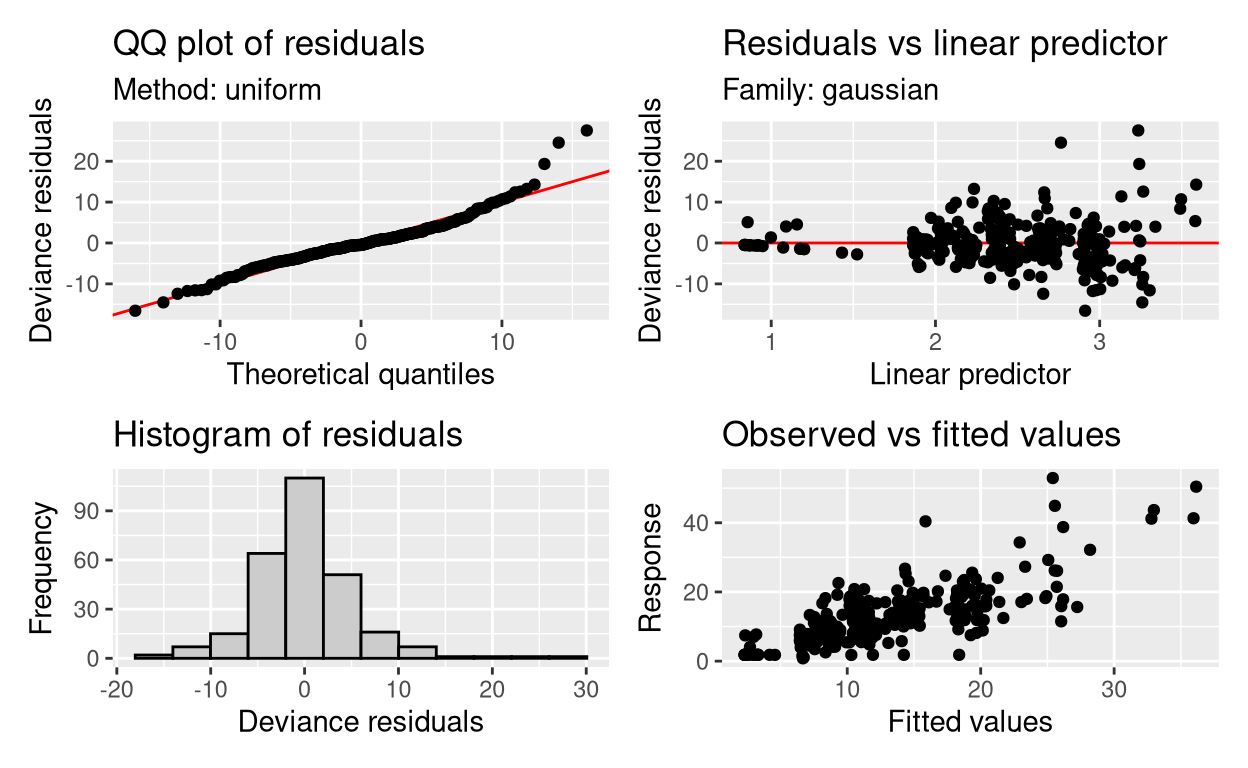 QQ plot of residuals
Method: uniform
Deviance residuals
20
10
0
-10
-10
0
10
Theoretical quantiles
Residuals vs linear predictor
Family: gaussian
Deviance residuals
20
10
0
-10
1
2
3
Linear predictor
Histogram of residuals
Frequency
90
60
30
0
-20
-10
0
10
20
30
Deviance residuals
Observed vs fitted values
Response
40
20
0
10
20
30
Fitted values